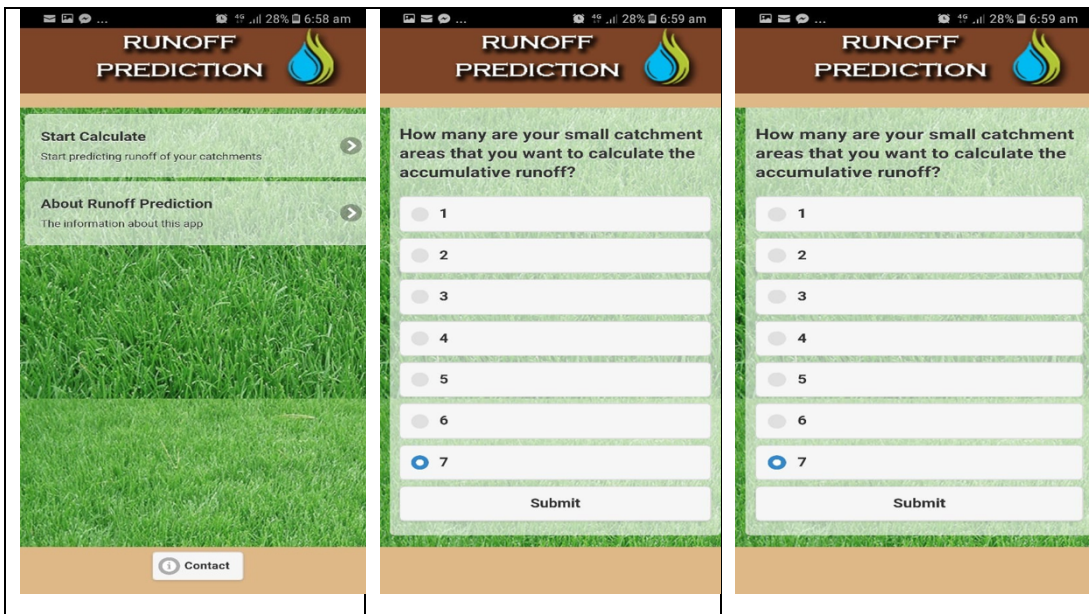 ... 4G 28% 6:58 am
RUNOFF
PREDICTION
Start Calculate
Start predicting runoff of your catchments
About Runoff Prediction
The information about this app
Contact
... 4G 28% 6:59 am
RUNOFF
PREDICTION
How many are your small catchment
areas that you want to calculate the
accumulative runoff?
1
2
3
4
5
6
7
Submit
... 4G 28% 6:59 am
RUNOFF
PREDICTION
How many are your small catchment
areas that you want to calculate the
accumulative runoff?
1
2
3
4
5
6
7
Submit